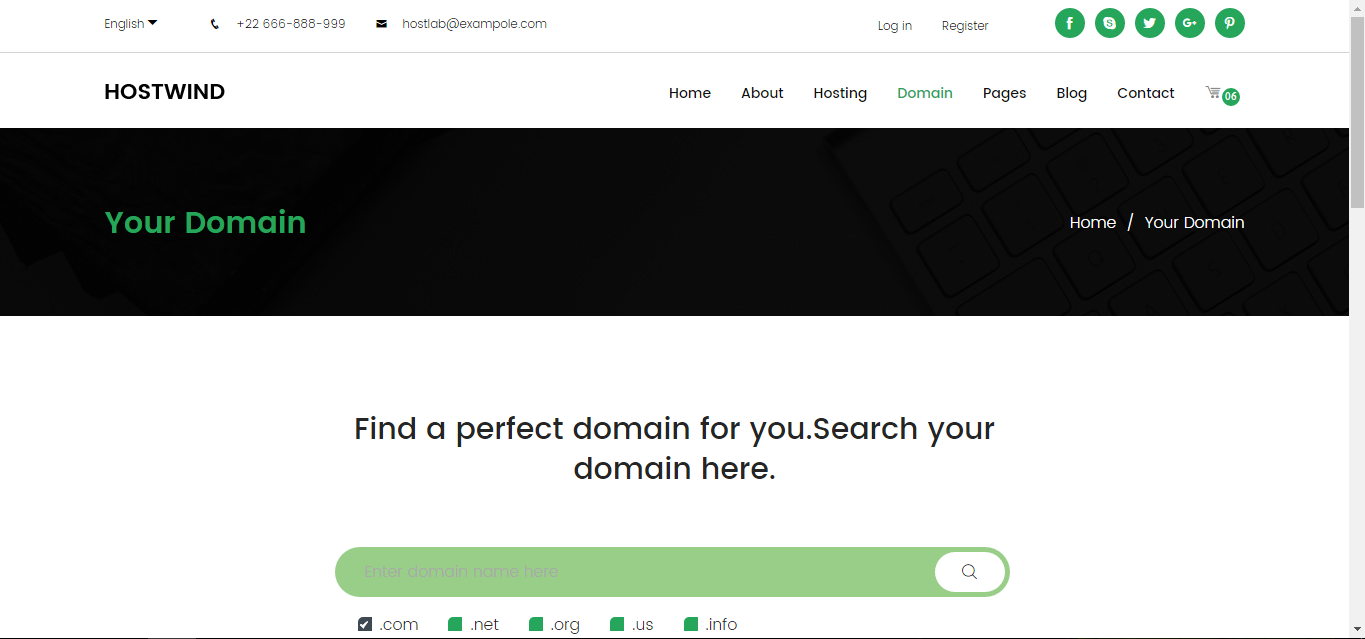 English
+22 666-888-999
hostlab@exampole.com
Log in
Register
HOSTWIND
Home
About
Hosting
Domain
Pages
Blog
Contact
06
Your Domain
Home / Your Domain
Find a perfect domain for you.Search your
domain here.
Enter domain name here
.com
.net
.org
.us
.info